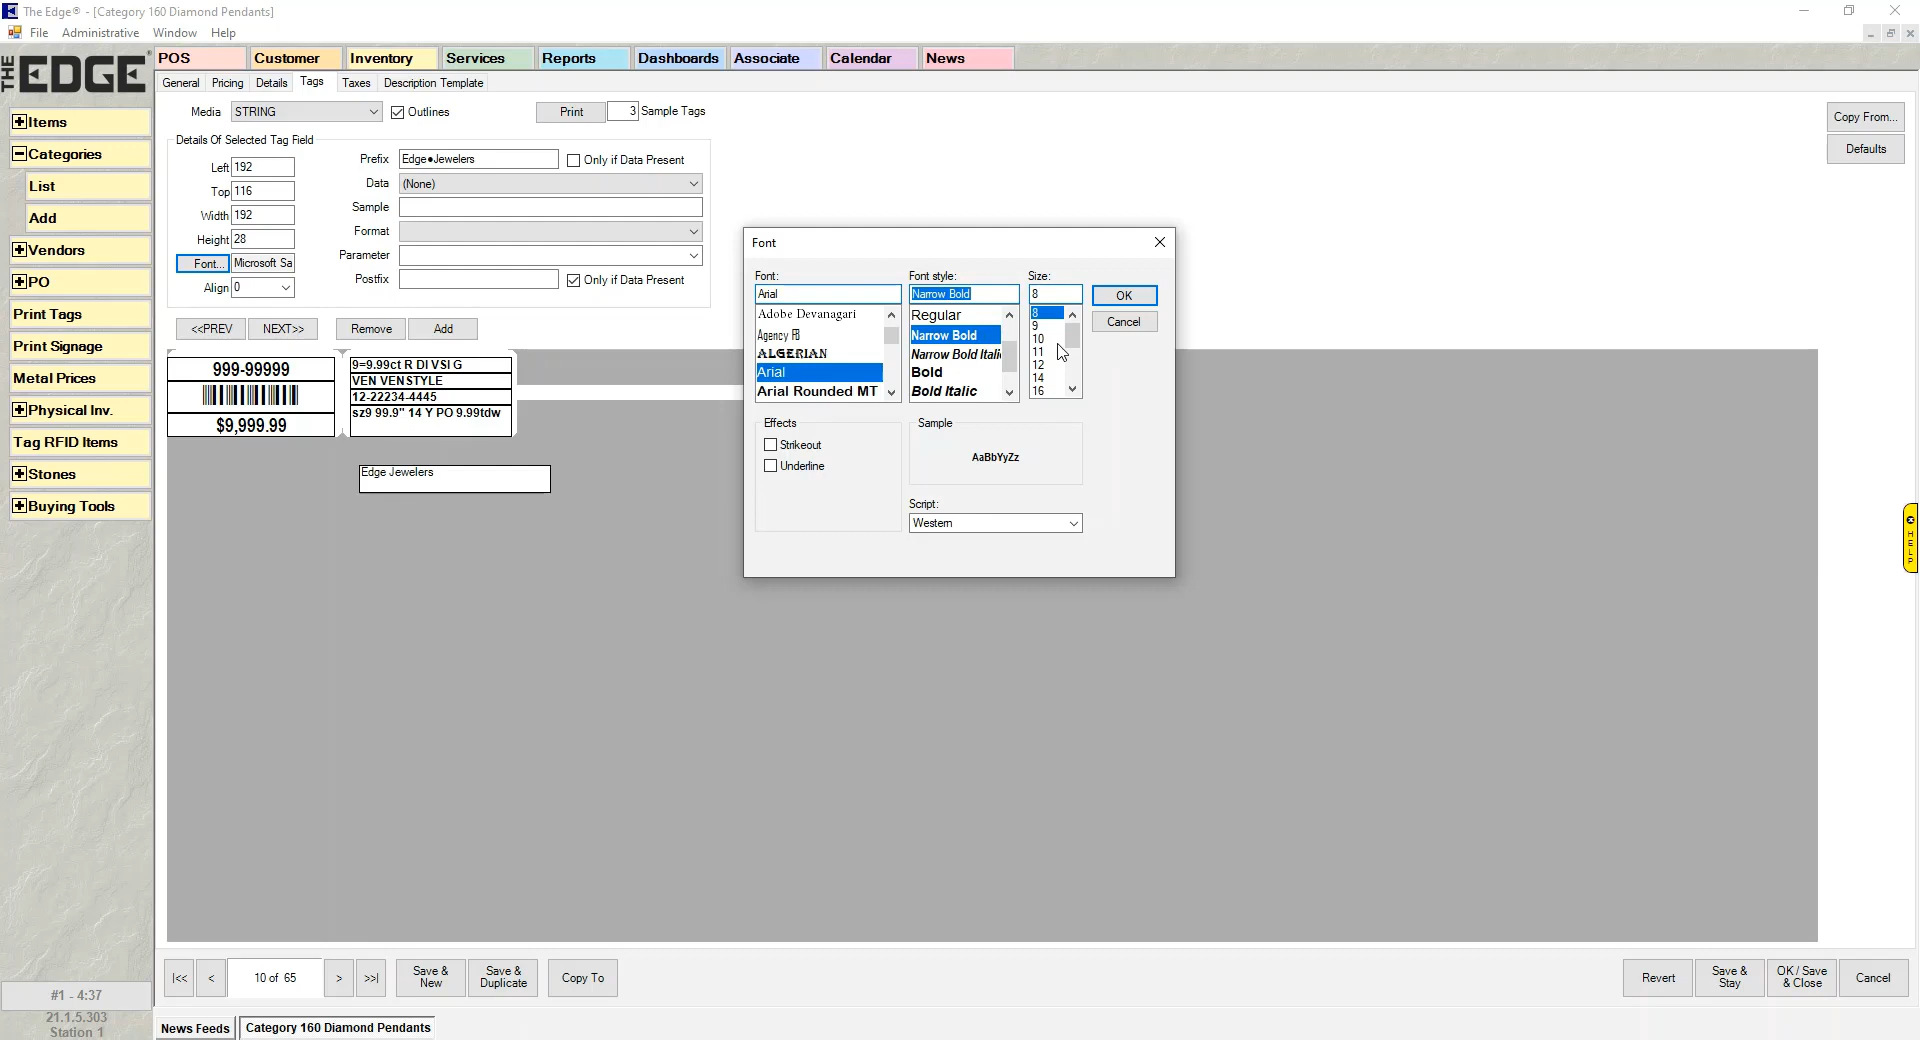 The Edge® - [Category 160 Diamond Pendants]
File Administrative Window Help
THE EDGE®
POS Customer Inventory Services Reports Dashboards Associate Calendar News
General Pricing Details Tags Taxes Description Template
Media STRING Outlines Print 3 Sample Tags
Copy From...
Defaults
Details Of Selected Tag Field
Left 192
Top 116
Width 192
Height 28
Font... Microsoft Sa
Align 0
Prefix Edge●Jewelers Only if Data Present
Data (None)
Sample
Format
Parameter
Postfix Only if Data Present
<<PREV NEXT>> Remove Add
999-99999
$9,999.99
9=9.99ct R DI VSI G
VEN VENSTYLE
12-22234-4445
sz9 99.9" 14 Y PO 9.99tdw
Edge Jewelers
Font
Font: Font style: Size:
Arial Narrow Bold 8
OK
Cancel
Adobe Devanagari
Agency FB
ALGERIAN
Arial
Arial Rounded MT
Regular
Narrow Bold
Narrow Bold Itali
Bold
Bold Italic
8
9
10
11
12
14
16
Effects
Strikeout
Underline
Sample
AaBbYyZz
Script:
Western
Items
Categories
List
Add
Vendors
PO
Print Tags
Print Signage
Metal Prices
Physical Inv.
Tag RFID Items
Stones
Buying Tools
HELP
|<< < 10 of 65 > >>|
Save & New
Save & Duplicate
Copy To
Revert
Save & Stay
OK / Save & Close
Cancel
#1 - 4:37
21.1.5.303
Station 1
News Feeds Category 160 Diamond Pendants